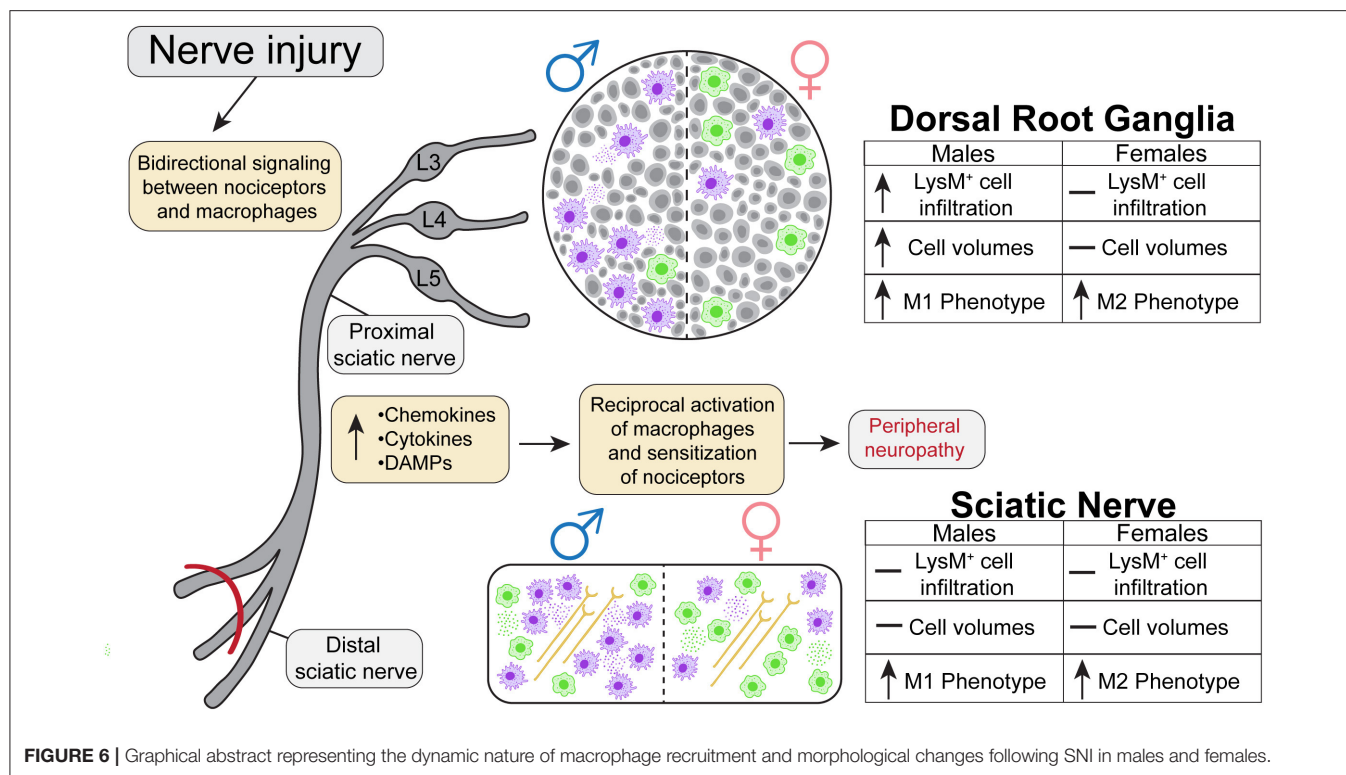 Nerve injury
Bidirectional signaling
between nociceptors
and macrophages
L3
L4
L5
Proximal
sciatic nerve
Dorsal Root Ganglia
Males Females
↑ LysM⁺ cell infiltration — LysM⁺ cell infiltration
↑ Cell volumes — Cell volumes
↑ M1 Phenotype ↑ M2 Phenotype
↑ •Chemokines
•Cytokines
•DAMPs
Reciprocal activation
of macrophages
and sensitization
of nociceptors
Peripheral
neuropathy
Distal
sciatic nerve
Sciatic Nerve
Males Females
— LysM⁺ cell infiltration — LysM⁺ cell infiltration
— Cell volumes — Cell volumes
↑ M1 Phenotype ↑ M2 Phenotype
FIGURE 6 | Graphical abstract representing the dynamic nature of macrophage recruitment and morphological changes following SNI in males and females.